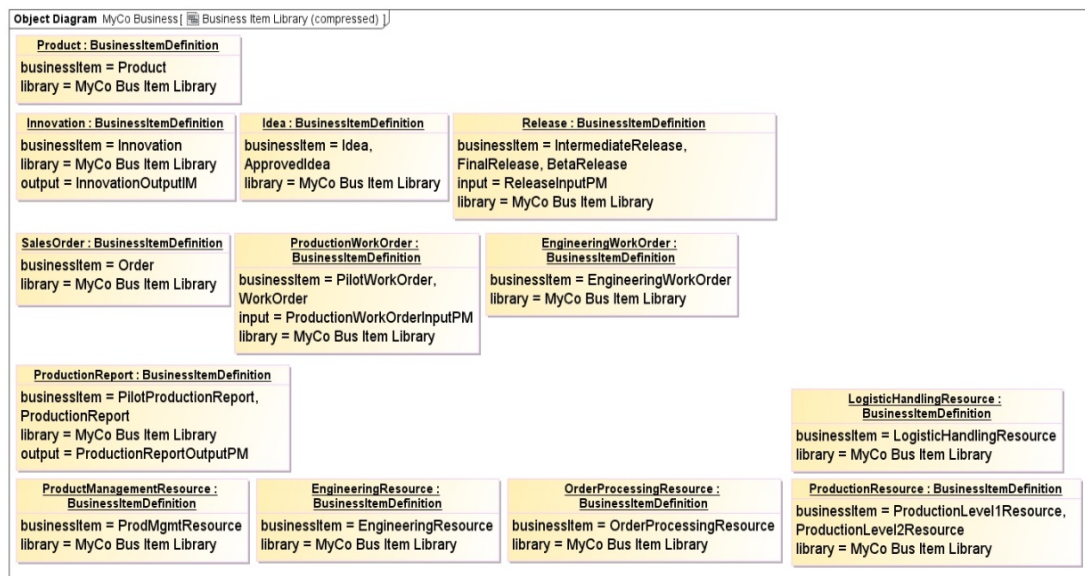 Object Diagram MyCo Business [ Business Item Library (compressed) ]
Product : BusinessItemDefinition
businessItem = Product
library = MyCo Bus Item Library
Innovation : BusinessItemDefinition
businessItem = Innovation
library = MyCo Bus Item Library
output = InnovationOutputIM
Idea : BusinessItemDefinition
businessItem = Idea,
ApprovedIdea
library = MyCo Bus Item Library
Release : BusinessItemDefinition
businessItem = IntermediateRelease,
FinalRelease, BetaRelease
input = ReleaseInputPM
library = MyCo Bus Item Library
SalesOrder : BusinessItemDefinition
businessItem = Order
library = MyCo Bus Item Library
ProductionWorkOrder :
BusinessItemDefinition
businessItem = PilotWorkOrder,
WorkOrder
input = ProductionWorkOrderInputPM
library = MyCo Bus Item Library
EngineeringWorkOrder :
BusinessItemDefinition
businessItem = EngineeringWorkOrder
library = MyCo Bus Item Library
ProductionReport : BusinessItemDefinition
businessItem = PilotProductionReport,
ProductionReport
library = MyCo Bus Item Library
output = ProductionReportOutputPM
LogisticHandlingResource :
BusinessItemDefinition
businessItem = LogisticHandlingResource
library = MyCo Bus Item Library
ProductManagementResource :
BusinessItemDefinition
businessItem = ProdMgmtResource
library = MyCo Bus Item Library
EngineeringResource :
BusinessItemDefinition
businessItem = EngineeringResource
library = MyCo Bus Item Library
OrderProcessingResource :
BusinessItemDefinition
businessItem = OrderProcessingResource
library = MyCo Bus Item Library
ProductionResource : BusinessItemDefinition
businessItem = ProductionLevel1Resource,
ProductionLevel2Resource
library = MyCo Bus Item Library